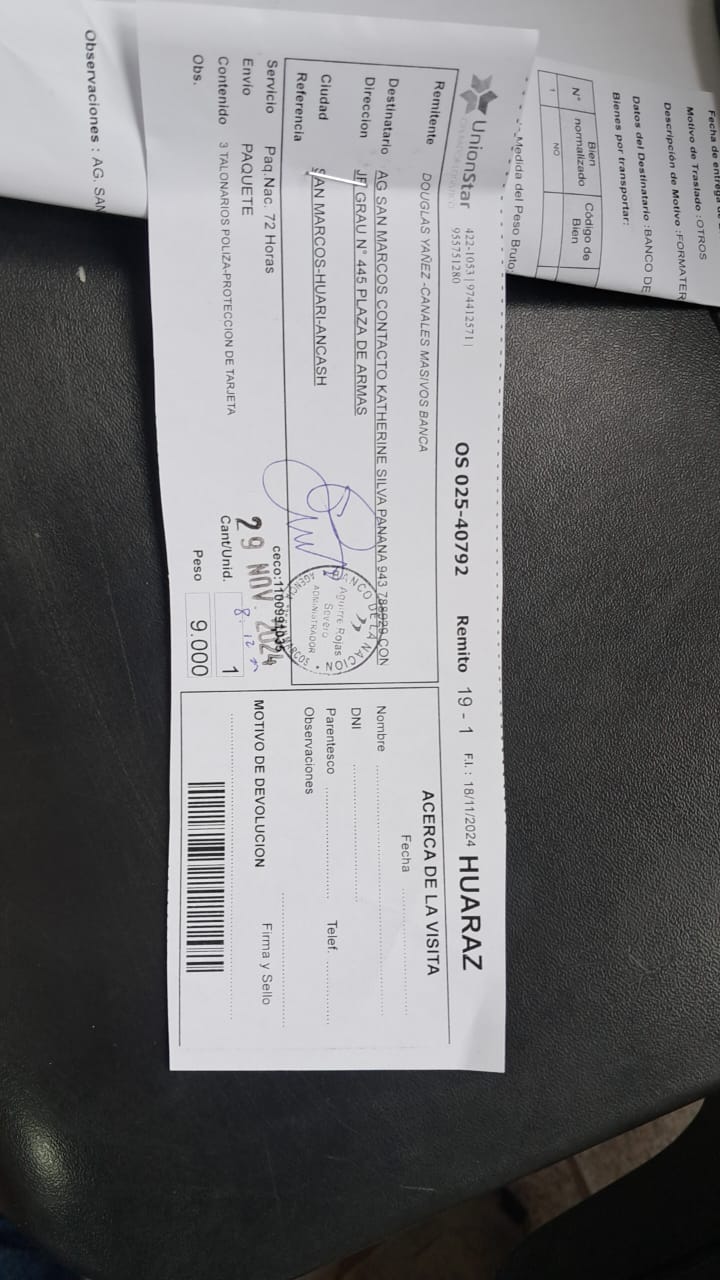 Fecha de entrega
Motivo de Traslado :OTROS
Descripción de Motivo :FORMATER
Datos del Destinatario :BANCO DE
Bienes por transportar:
N° Bien normalizado Código de Bien
1 NO
Medida del Peso Bruto:
UnionStar 422-1053 | 974412571 | 955751280 OS 025-40792 Remito 19 - 1 F.I. : 18/11/2024 HUARAZ
Remitente DOUGLAS YAÑEZ -CANALES MASIVOS BANCA
Destinatario AG SAN MARCOS CONTACTO KATHERINE SILVA PANANA 943 788929 CON
Direccion JR GRAU N° 445 PLAZA DE ARMAS
Ciudad SAN MARCOS-HUARI-ANCASH
Referencia
BANCO DE LA NACION
Aguirre Rojas
Severo
ADMINISTRADOR
Servicio Paq.Nac. 72 Horas
Envio PAQUETE
Contenido 3 TALONARIOS POLIZA-PROTECCION DE TARJETA
Obs.
29 NOV. 2024
Cant/Unid. 1
Peso 9.000
ACERCA DE LA VISITA
Fecha
Nombre
DNI
Parentesco Telef.
Observaciones
MOTIVO DE DEVOLUCION Firma y Sello
Observaciones : AG. SAN